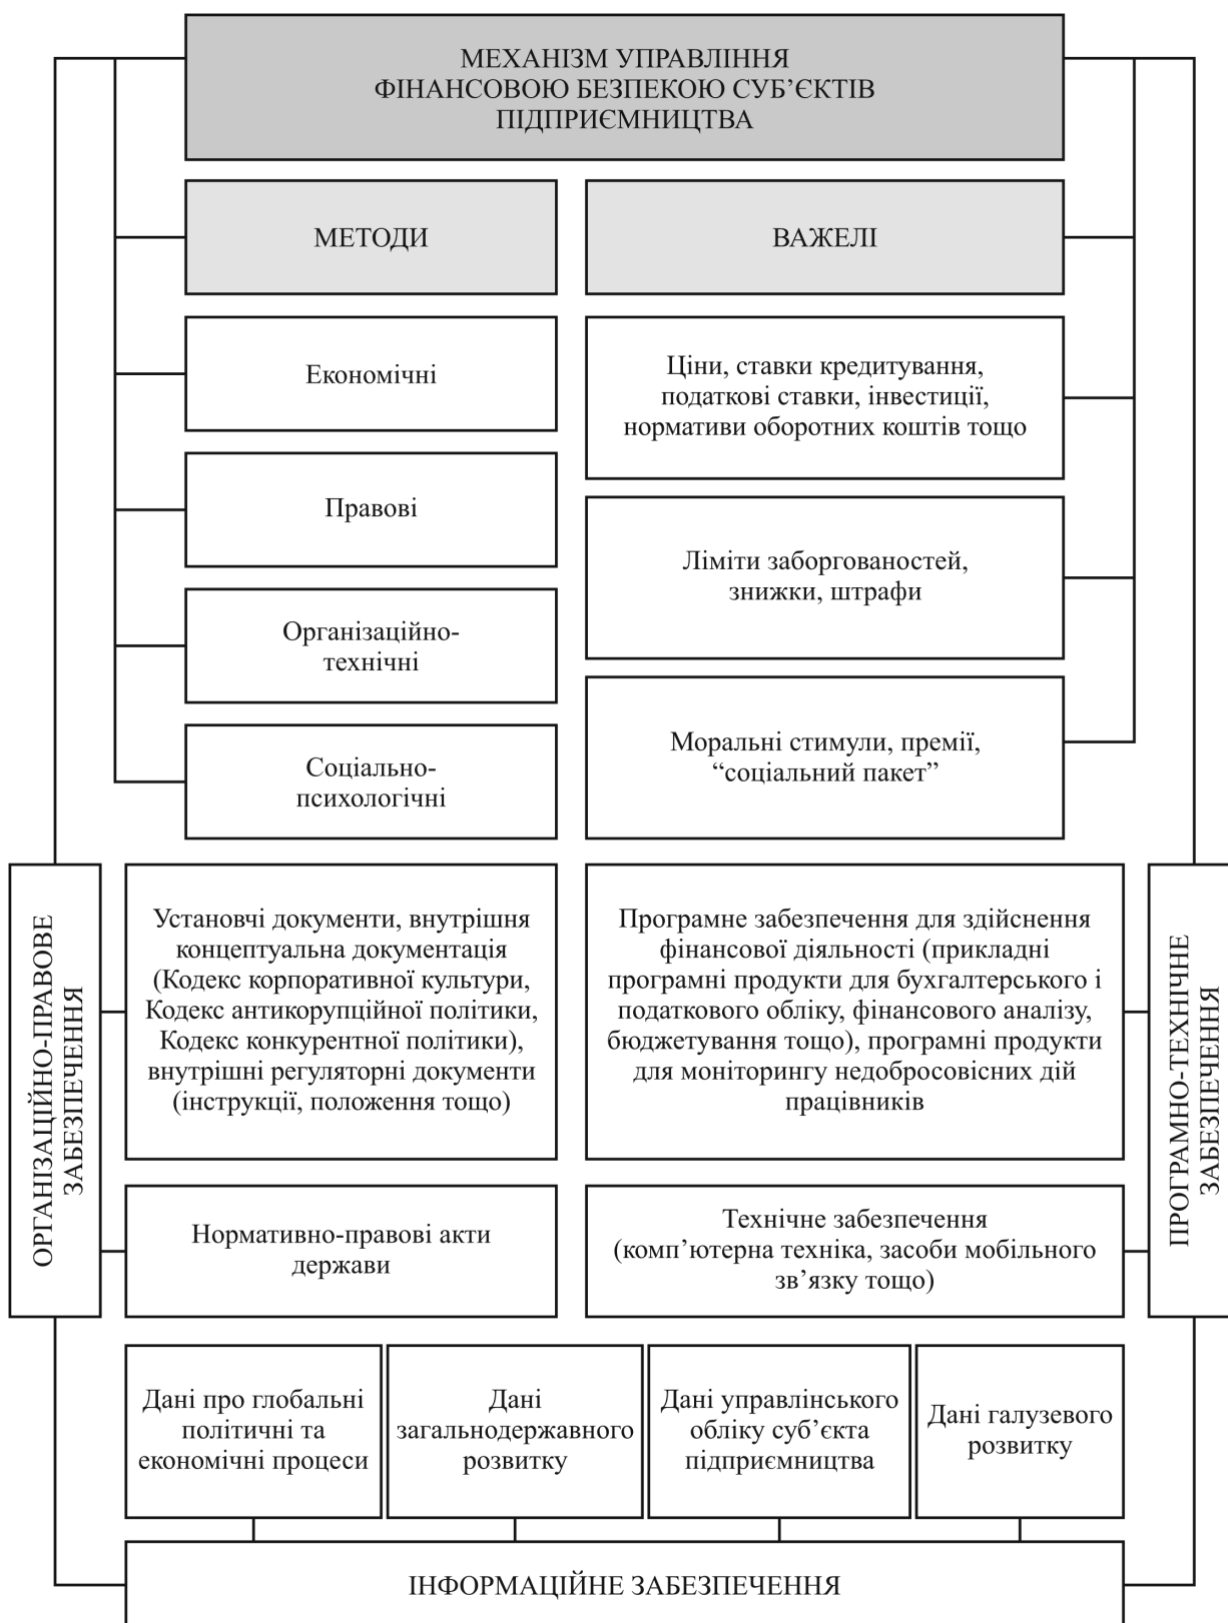 МЕХАНІЗМ УПРАВЛІННЯ
ФІНАНСОВОЮ БЕЗПЕКОЮ СУБ’ЄКТІВ
ПІДПРИЄМНИЦТВА
МЕТОДИ
ВАЖЕЛІ
Економічні
Правові
Організаційно-
технічні
Соціально-
психологічні
Ціни, ставки кредитування,
податкові ставки, інвестиції,
нормативи оборотних коштів тощо
Ліміти заборгованостей,
знижки, штрафи
Моральні стимули, премії,
“соціальний пакет”
ОРГАНІЗАЦІЙНО-ПРАВОВЕ
ЗАБЕЗПЕЧЕННЯ
Установчі документи, внутрішня
концептуальна документація
(Кодекс корпоративної культури,
Кодекс антикорупційної політики,
Кодекс конкурентної політики),
внутрішні регуляторні документи
(інструкції, положення тощо)
Нормативно-правові акти
держави
Програмне забезпечення для здійснення
фінансової діяльності (прикладні
програмні продукти для бухгалтерського і
податкового обліку, фінансового аналізу,
бюджетування тощо), програмні продукти
для моніторингу недобросовісних дій
працівників
Технічне забезпечення
(комп’ютерна техніка, засоби мобільного
зв’язку тощо)
ПРОГРАМНО-ТЕХНІЧНЕ
ЗАБЕЗПЕЧЕННЯ
Дані про глобальні
політичні та
економічні процеси
Дані
загальнодержавного
розвитку
Дані управлінського
обліку суб’єкта
підприємництва
Дані галузевого
розвитку
ІНФОРМАЦІЙНЕ ЗАБЕЗПЕЧЕННЯ